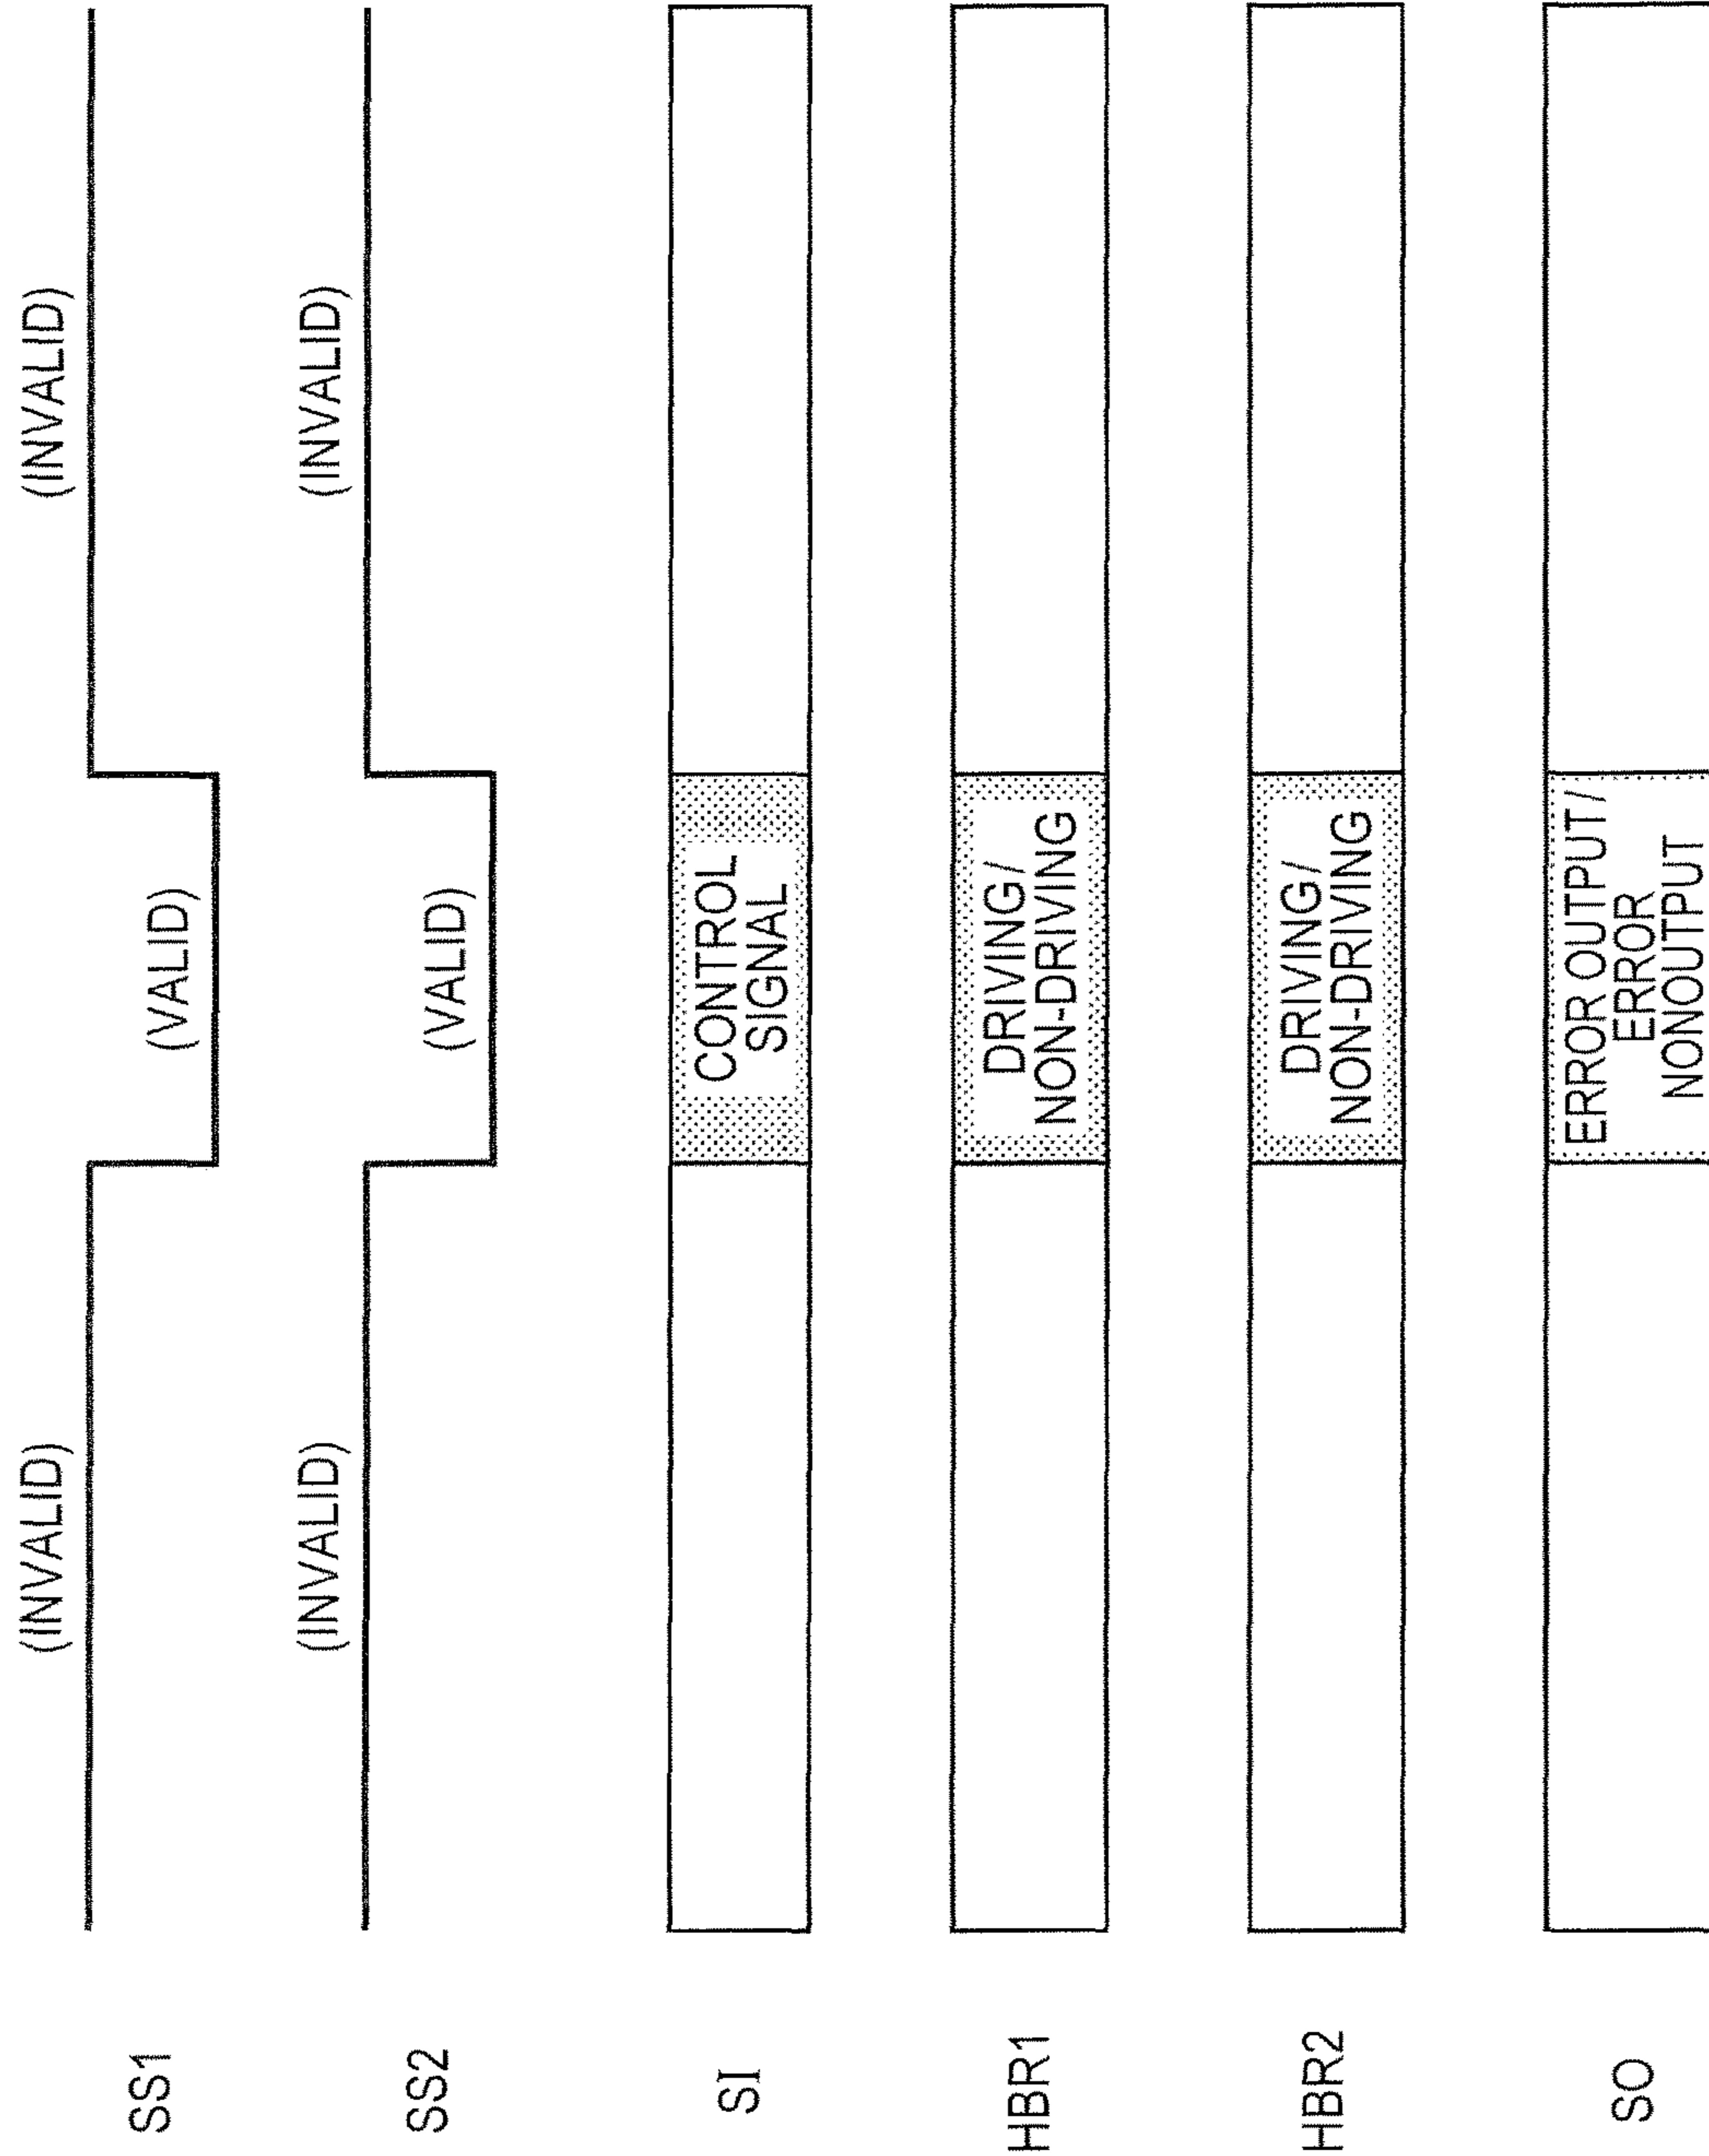 (INVALID)
(VALID)
(INVALID)
SS1
(INVALID)
(VALID)
(INVALID)
SS2
SI
CONTROL
SIGNAL
HBR1
DRIVING/
NON-DRIVING
HBR2
DRIVING/
NON-DRIVING
SO
ERROR OUTPUT/
ERROR
NONOUTPUT